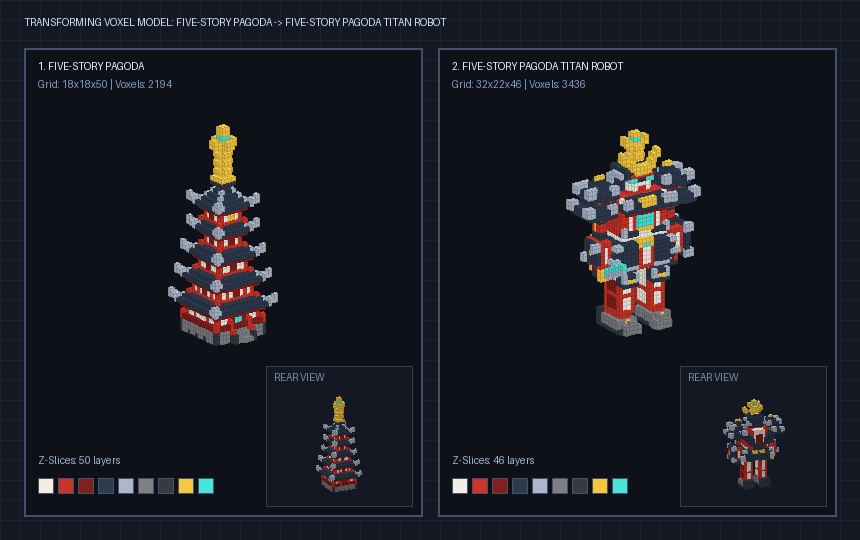 TRANSFORMING VOXEL MODEL: FIVE-STORY PAGODA -> FIVE-STORY PAGODA TITAN ROBOT
1. FIVE-STORY PAGODA
Grid: 18x18x50 | Voxels: 2194
REAR VIEW
Z-Slices: 50 layers
2. FIVE-STORY PAGODA TITAN ROBOT
Grid: 32x22x46 | Voxels: 3436
REAR VIEW
Z-Slices: 46 layers